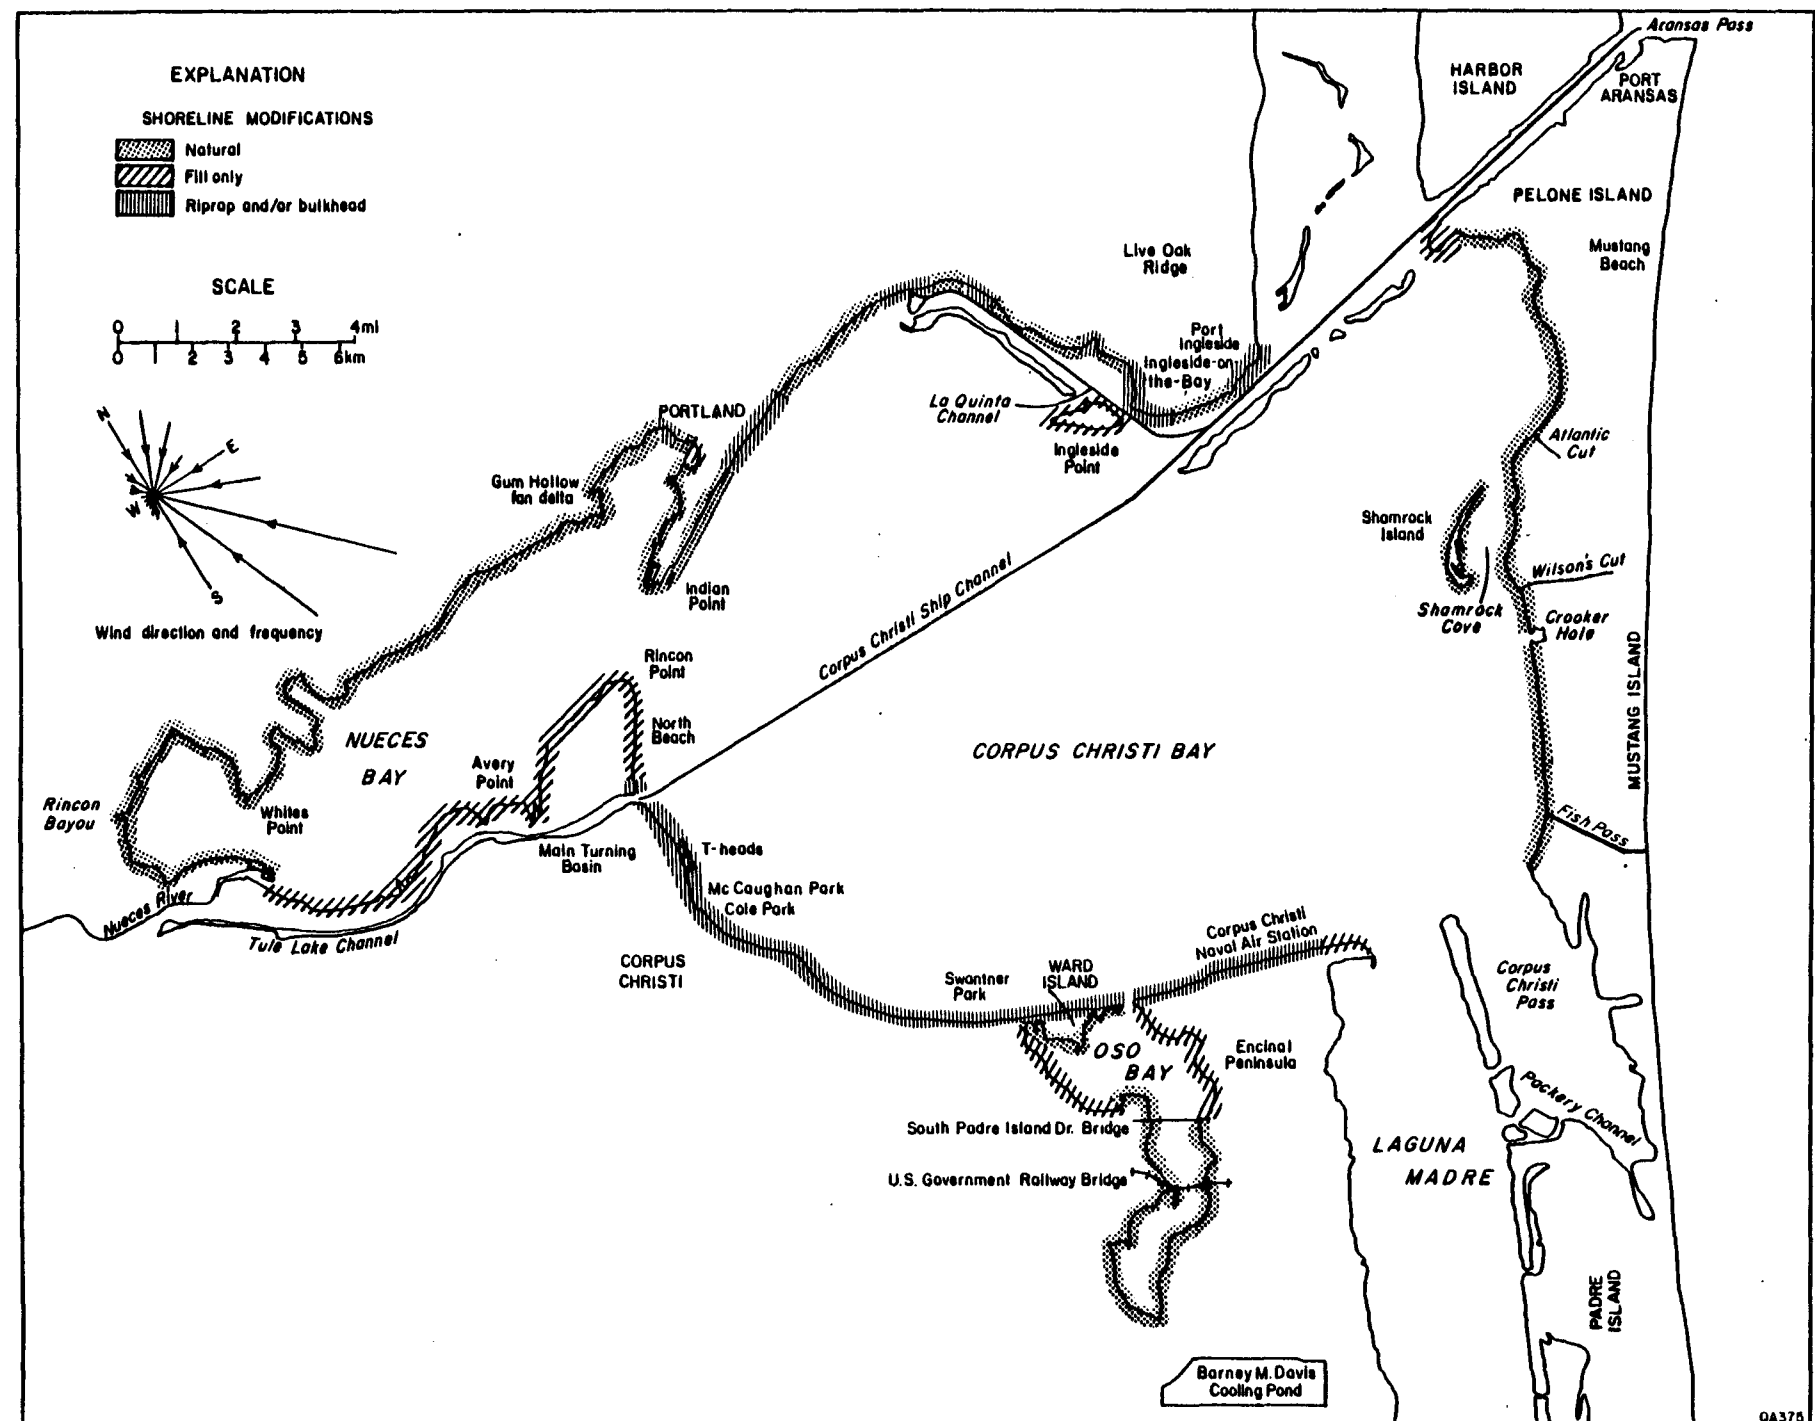 EXPLANATION
SHORELINE MODIFICATIONS
Natural
Fill only
Riprap and/or bulkhead
SCALE
0 1 2 3 4mi
0 1 2 3 4 5 6km
N
E
W
S
Wind direction and frequency
Aransas Pass
HARBOR
ISLAND
PORT
ARANSAS
PELONE ISLAND
Mustang
Beach
Live Oak
Ridge
Port
Ingleside
Ingleside-on-
the-Bay
La Quinta
Channel
Ingleside
Point
PORTLAND
Gum Hollow
fan delta
Indian
Point
Atlantic
Cut
Shamrock
Island
Wilson's Cut
Shamrock
Cove
Crooker
Hole
MUSTANG ISLAND
Corpus Christi Ship Channel
Rincon
Point
North
Beach
NUECES
BAY
Avery
Point
CORPUS CHRISTI BAY
Rincon
Bayou
Whites
Point
Fish Pass
Main Turning
Basin
T-heads
Mc Caughan Park
Cole Park
Nueces River
Tule Lake Channel
CORPUS
CHRISTI
Corpus Christi
Naval Air Station
Swantner
Park
WARD
ISLAND
Corpus
Christi
Pass
OSO
BAY
Encinal
Peninsula
Packery Channel
South Padre Island Dr. Bridge
LAGUNA
MADRE
U.S. Government Railway Bridge
PADRE
ISLAND
Barney M. Davis
Cooling Pond
QA375